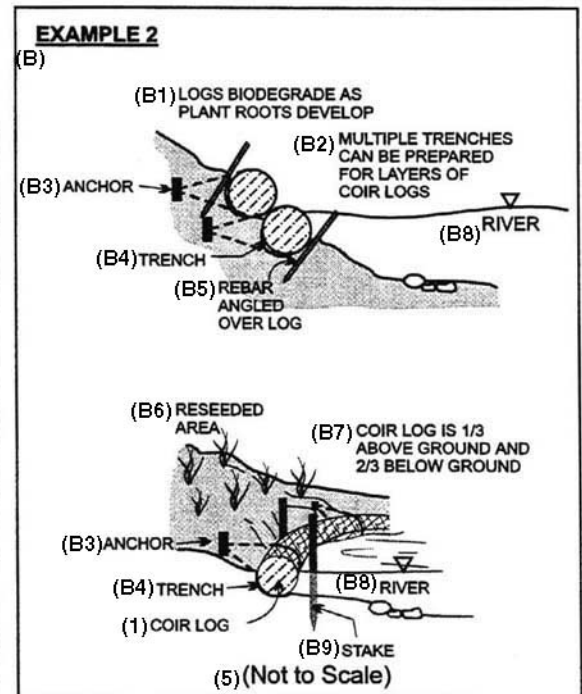 EXAMPLE 2
(B)
(B1) LOGS BIODEGRADE AS
PLANT ROOTS DEVELOP
(B2) MULTIPLE TRENCHES
CAN BE PREPARED
FOR LAYERS OF
COIR LOGS
(B3) ANCHOR
(B8) RIVER
(B4) TRENCH
(B5) REBAR
ANGLED
OVER LOG
(B6) RESEEDED
AREA
(B7) COIR LOG IS 1/3
ABOVE GROUND AND
2/3 BELOW GROUND
(B3) ANCHOR
(B4) TRENCH
(B8) RIVER
(1) COIR LOG
(B9) STAKE
(5) (Not to Scale)